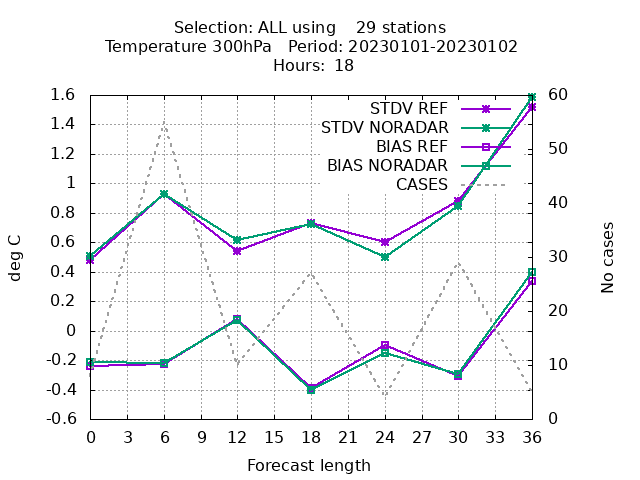 Selection: ALL using    29 stations
Temperature 300hPa   Period: 20230101-20230102
Hours:  18
STDV REF
STDV NORADAR
BIAS REF
BIAS NORADAR
CASES
deg C
1.6
1.4
1.2
1
0.8
0.6
0.4
0.2
0
-0.2
-0.4
-0.6
60
50
40
30
20
10
0
No cases
0 3 6 9 12 15 18 21 24 27 30 33 36
Forecast length